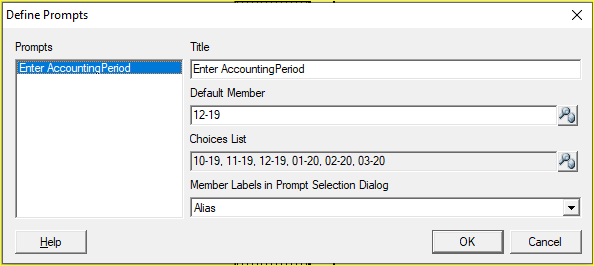 Define Prompts
Prompts
Enter AccountingPeriod
Title
Enter AccountingPeriod
Default Member
12-19
Choices List
10-19, 11-19, 12-19, 01-20, 02-20, 03-20
Member Labels in Prompt Selection Dialog
Alias
Help
OK
Cancel